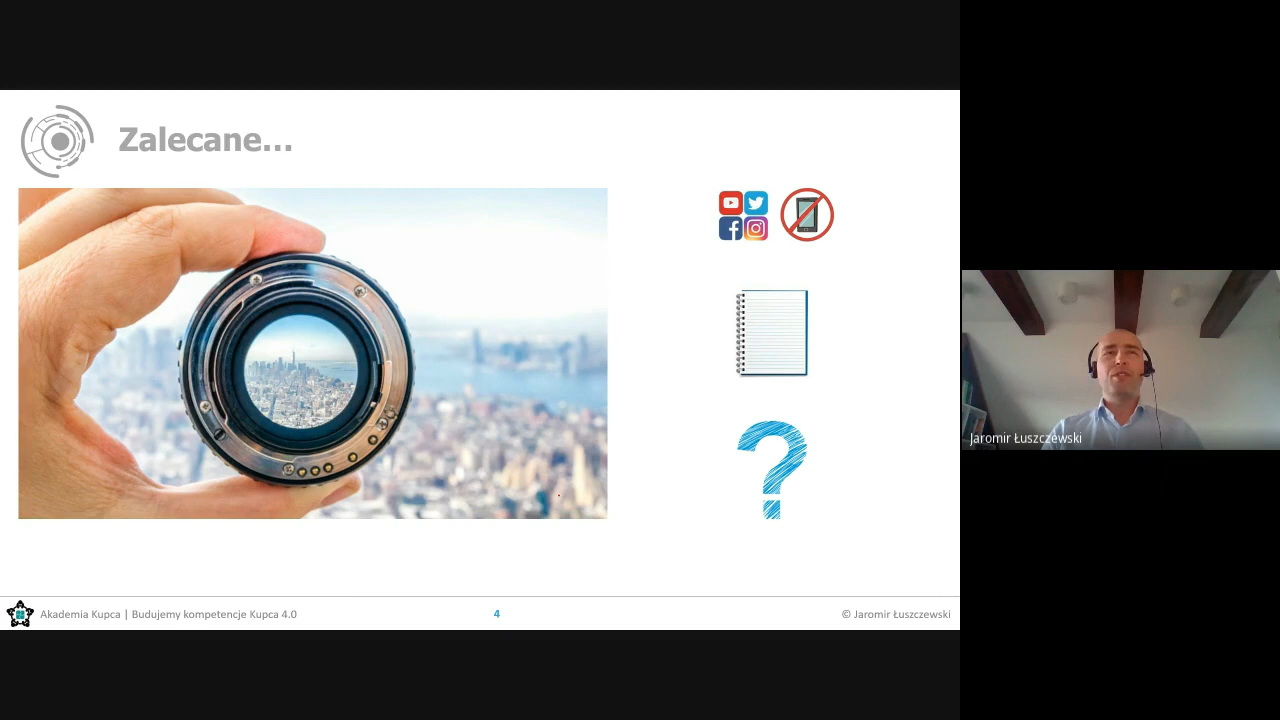 Zalecane...
Jaromir Łuszczewski
Akademia Kupca | Budujemy kompetencje Kupca 4.0
4
© Jaromir Łuszczewski